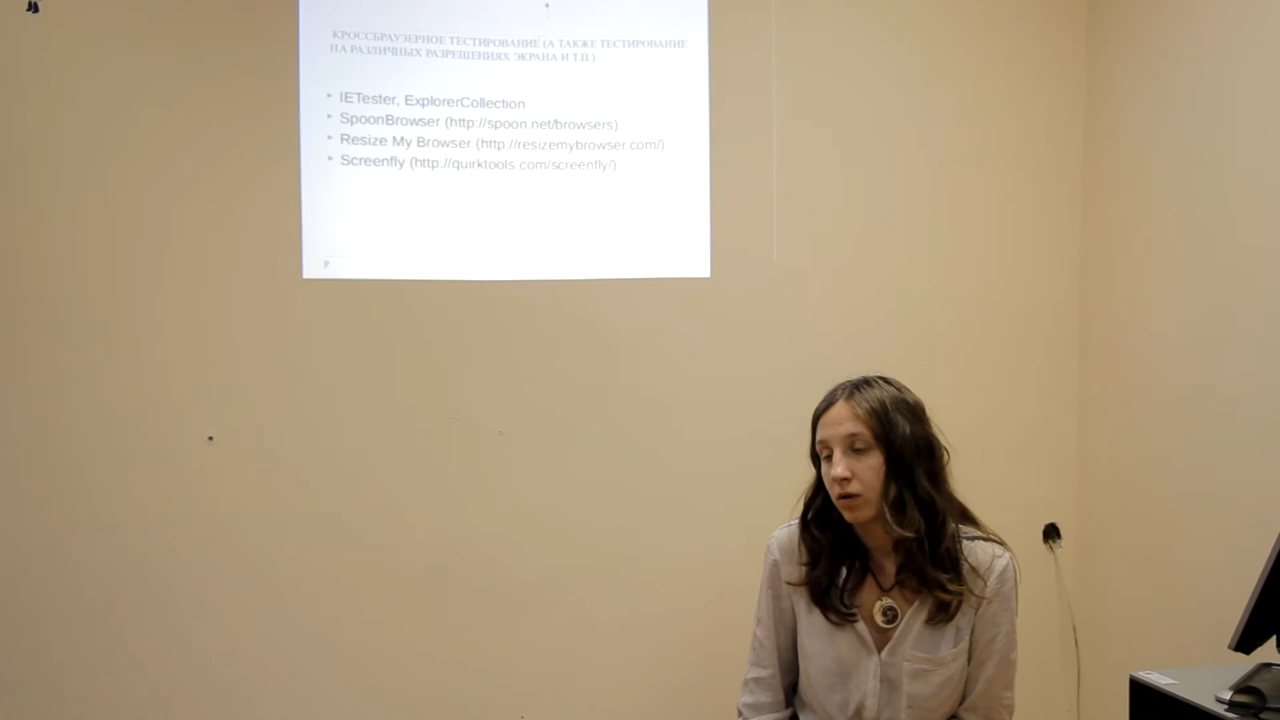 КРОССБРАУЗЕРНОЕ ТЕСТИРОВАНИЕ (А ТАКЖЕ ТЕСТИРОВАНИЕ
НА РАЗЛИЧНЫХ РАЗРЕШЕНИЯХ ЭКРАНА И Т П )
IETester, ExplorerCollection
SpoonBrowser (http://spoon.net/browsers)
Resize My Browser (http://resizemybrowser.com/)
Screenfly (http://quirktools.com/screenfly/)